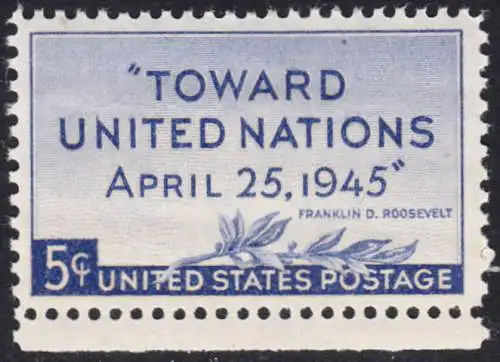 "TOWARD
UNITED NATIONS
APRIL 25, 1945"
FRANKLIN D. ROOSEVELT
5¢ UNITED STATES POSTAGE